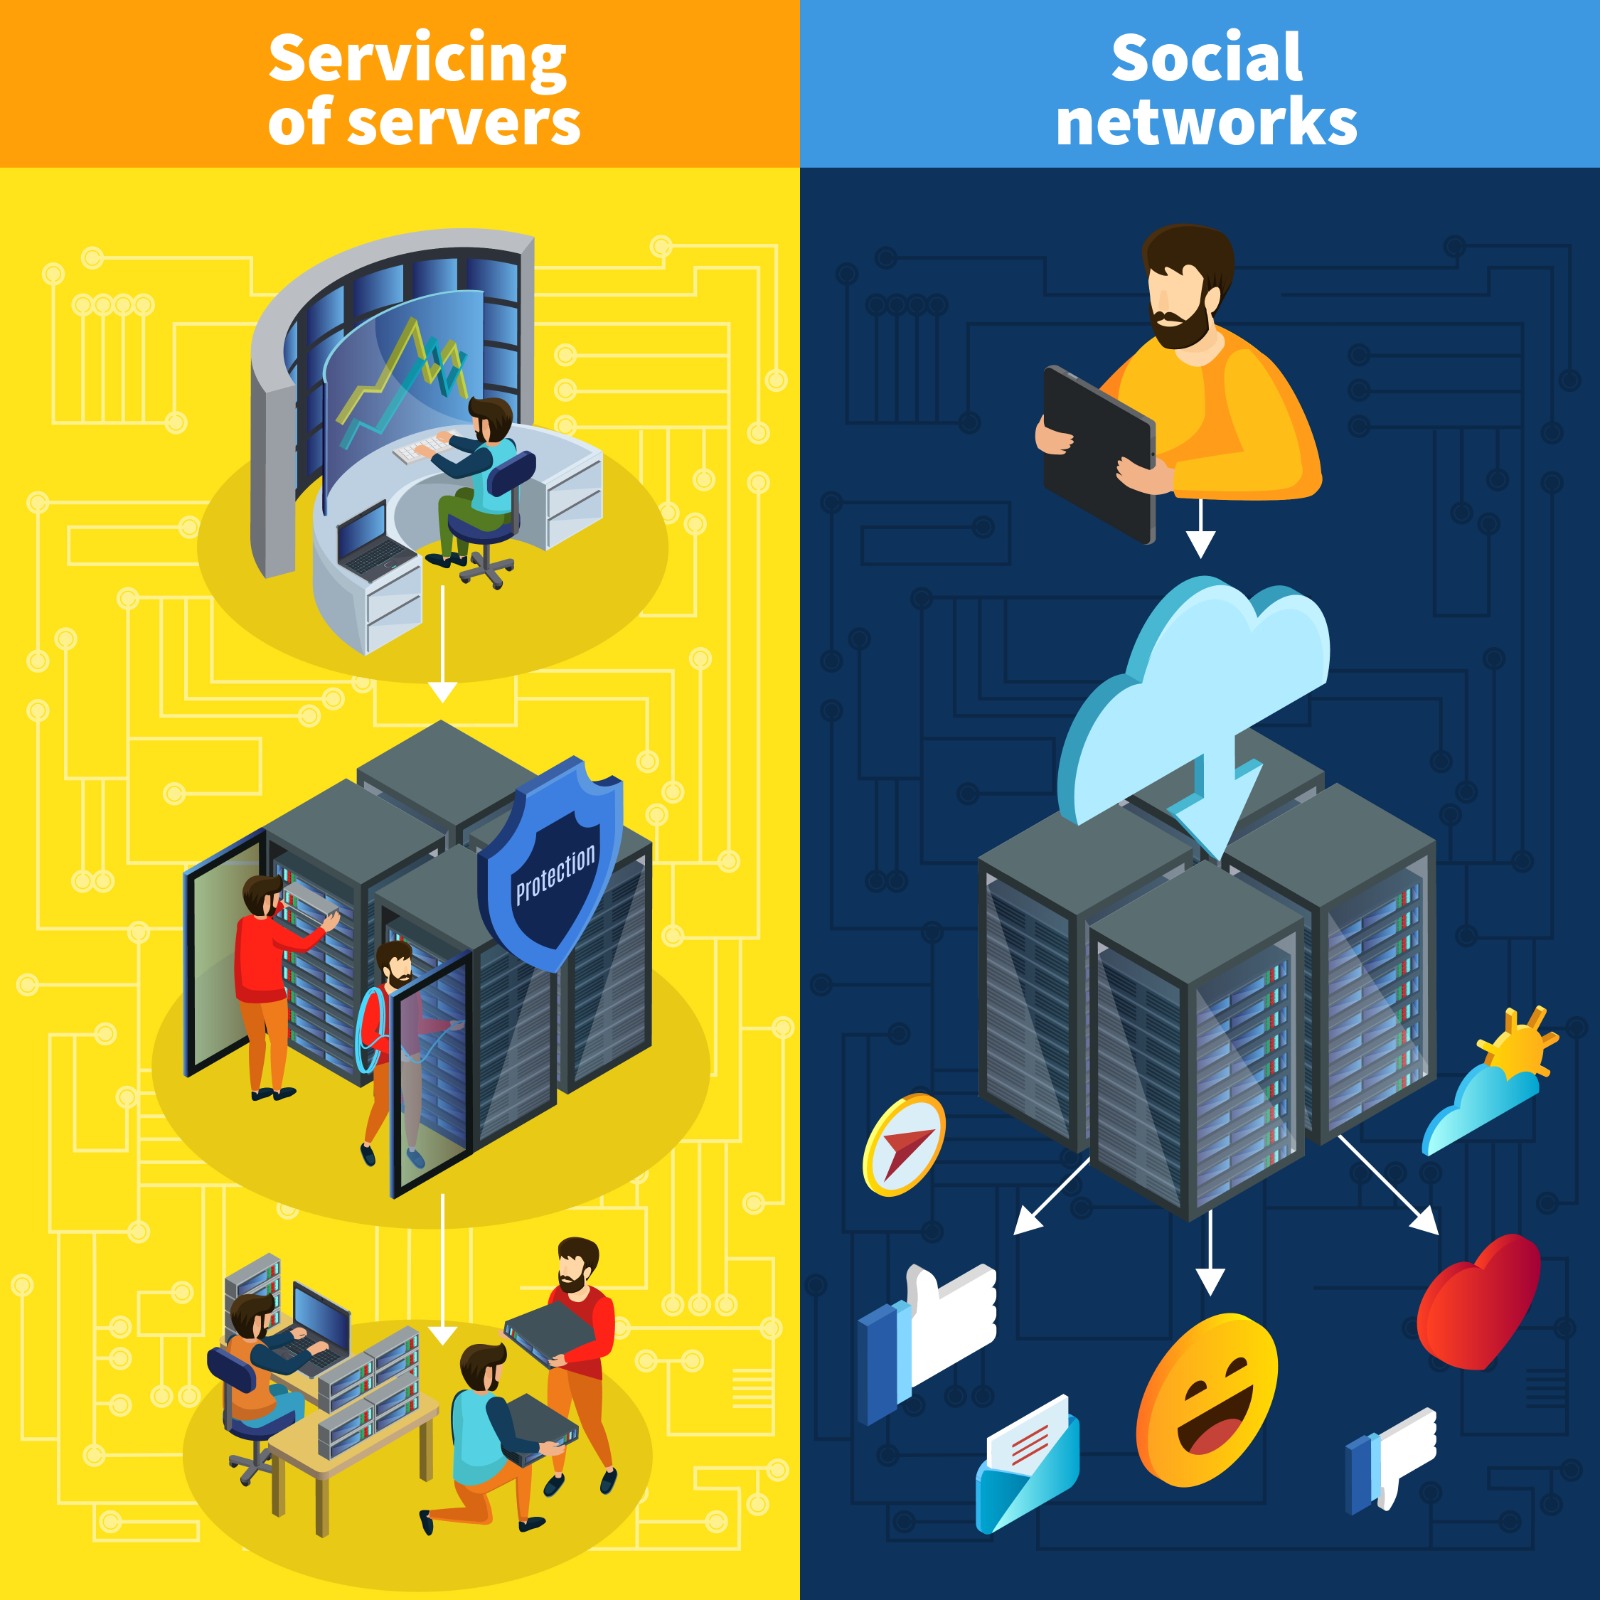 Servicing
of servers
Social
networks
Protection